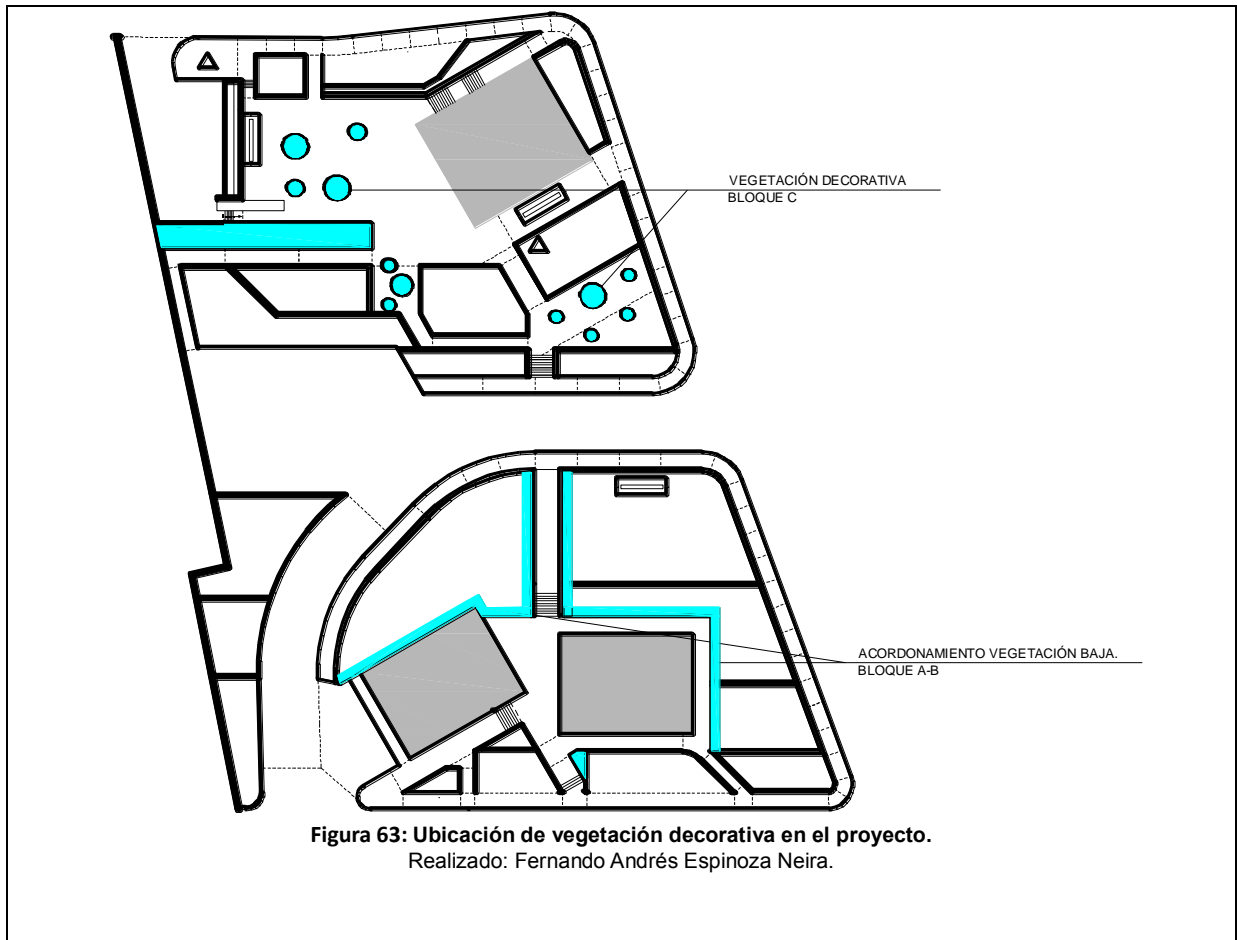 VEGETACIÓN DECORATIVA
BLOQUE C
ACORDONAMIENTO VEGETACIÓN BAJA.
BLOQUE A-B
Figura 63: Ubicación de vegetación decorativa en el proyecto.
Realizado: Fernando Andrés Espinoza Neira.